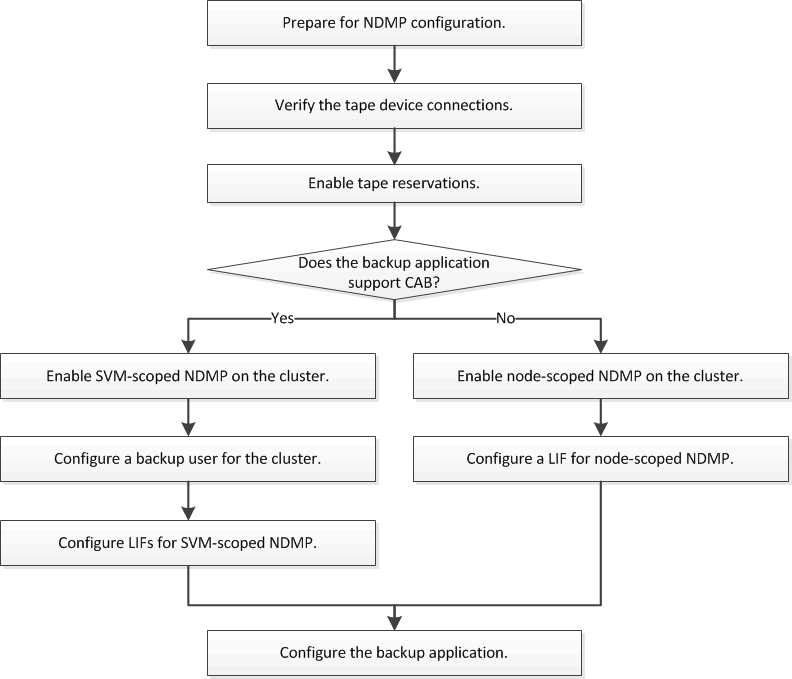 Prepare for NDMP configuration.
Verify the tape device connections.
Enable tape reservations.
Does the backup application
support CAB?
Yes
No
Enable SVM-scoped NDMP on the cluster.
Enable node-scoped NDMP on the cluster.
Configure a backup user for the cluster.
Configure a LIF for node-scoped NDMP.
Configure LIFs for SVM-scoped NDMP.
Configure the backup application.